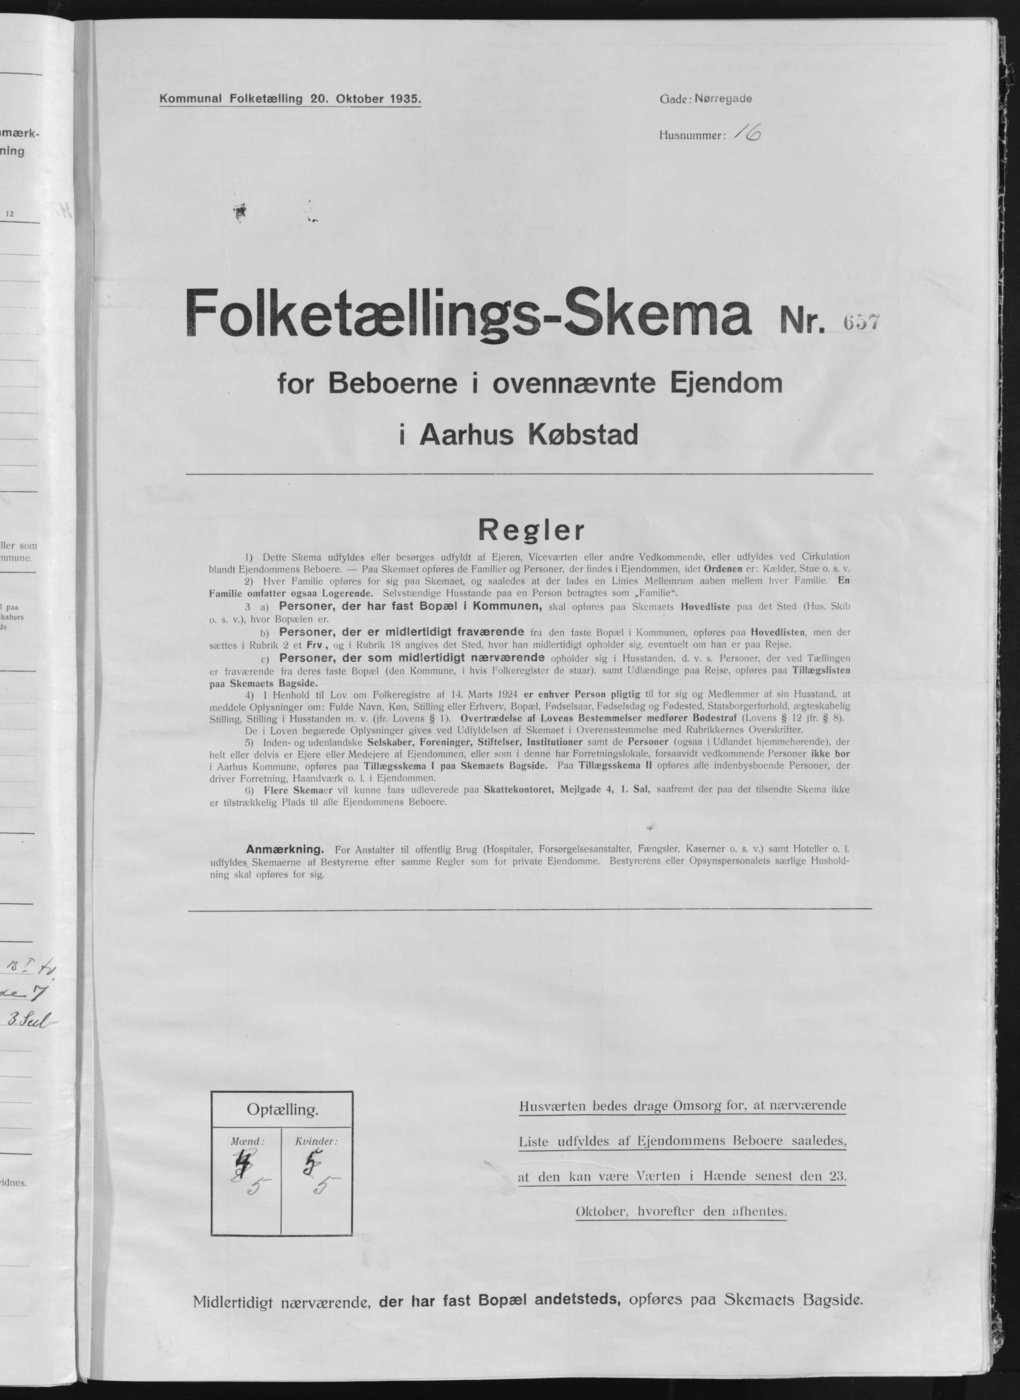 mærk-
ning
12
ller som
mmune.
l paa
skabers
de
B I tv.
de 7
3. Sal
idnes.
Kommunal Folketælling 20. Oktober 1935.
Gade: Nørregade
Husnummer: 16
Folketællings-Skema Nr. 657
for Beboerne i ovennævnte Ejendom
i Aarhus Købstad
Regler
1) Dette Skema udfyldes eller besørges udfyldt af Ejeren, Viceværten eller andre Vedkommende, eller udfyldes ved Cirkulation
blandt Ejendommens Beboere. — Paa Skemaet opføres de Familier og Personer, der findes i Ejendommen, idet Ordenen er: Kælder, Stue o. s. v.
2) Hver Familie opføres for sig paa Skemaet, og saaledes at der lades en Linies Mellemrum aaben mellem hver Familie. En
Familie omfatter ogsaa Logerende. Selvstændige Husstande paa en Person betragtes som „Familie“.
3 a) Personer, der har fast Bopæl i Kommunen, skal opføres paa Skemaets Hovedliste paa det Sted (Hus, Skib
o. s. v.), hvor Bopælen er.
b) Personer, der er midlertidigt fraværende fra den faste Bopæl i Kommunen, opføres paa Hovedlisten, men der
sættes i Rubrik 2 et Frv, og i Rubrik 18 angives det Sted, hvor han midlertidigt opholder sig, eventuelt om han er paa Rejse.
c) Personer, der som midlertidigt nærværende opholder sig i Husstanden, d. v. s. Personer, der ved Tællingen
er fraværende fra deres faste Bopæl (den Kommune, i hvis Folkeregister de staar), samt Udlændinge paa Rejse, opføres paa Tillægslisten
paa Skemaets Bagside.
4) I Henhold til Lov om Folkeregistre af 14. Marts 1924 er enhver Person pligtig til for sig og Medlemmer af sin Husstand, at
meddele Oplysninger om: Fulde Navn, Køn, Stilling eller Erhverv, Bopæl, Fødselsaar, Fødselsdag og Fødested, Statsborgerforhold, ægteskabelig
Stilling, Stilling i Husstanden m. v. (jfr. Lovens § 1). Overtrædelse af Lovens Bestemmelser medfører Bødestraf (Lovens § 12 jfr. § 8).
De i Loven begærede Oplysninger gives ved Udfyldelsen af Skemaet i Overensstemmelse med Rubrikkernes Overskrifter.
5) Inden- og udenlandske Selskaber, Foreninger, Stiftelser, Institutioner samt de Personer (ogsaa i Udlandet hjemmehørende), der
helt eller delvis er Ejere eller Medejere af Ejendommen, eller som i denne har Forretningslokale, forsaavidt vedkommende Personer ikke bor
i Aarhus Kommune, opføres paa Tillægsskema I paa Skemaets Bagside. Paa Tillægsskema II opføres alle indenbysboende Personer, der
driver Forretning, Haandværk o. l. i Ejendommen.
6) Flere Skemaer vil kunne faas udleverede paa Skattekontoret, Mejlgade 4, 1. Sal, saafremt der paa det tilsendte Skema ikke
er tilstrækkelig Plads til alle Ejendommens Beboere.
Anmærkning. For Anstalter til offentlig Brug (Hospitaler, Forsørgelsesanstalter, Fængsler, Kaserner o. s. v.) samt Hoteller o. l.
udfyldes Skemaerne af Bestyrerne efter samme Regler som for private Ejendomme. Bestyrerens eller Opsynspersonalets særlige Hushold-
ning skal opføres for sig.
Optælling.
Mænd: Kvinder:
4 5
5 5
Husværten bedes drage Omsorg for, at nærværende
Liste udfyldes af Ejendommens Beboere saaledes,
at den kan være Værten i Hænde senest den 23.
Oktober, hvorefter den afhentes.
Midlertidigt nærværende, der har fast Bopæl andetsteds, opføres paa Skemaets Bagside.